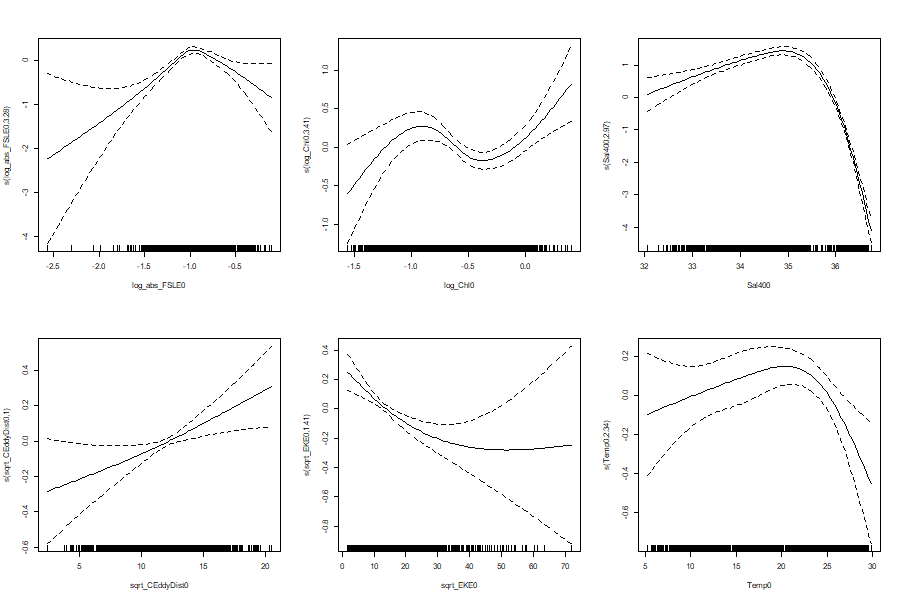 s(log_abs_FSLE0,3.28)
0
-1
-2
-3
-4
-2.5 -2.0 -1.5 -1.0 -0.5
log_abs_FSLE0
s(log_Chl0,3.41)
1.0
0.5
0.0
-0.5
-1.0
-1.5 -1.0 -0.5 0.0
log_Chl0
s(Sal400,2.97)
1
0
-1
-2
-3
-4
32 33 34 35 36
Sal400
s(sqrt_CEddyDist0,1)
0.4
0.2
0.0
-0.2
-0.4
-0.6
5 10 15 20
sqrt_CEddyDist0
s(sqrt_EKE0,1.41)
0.4
0.2
0.0
-0.2
-0.4
-0.6
-0.8
0 10 20 30 40 50 60 70
sqrt_EKE0
s(Temp0,2.34)
0.2
0.0
-0.2
-0.4
-0.6
5 10 15 20 25 30
Temp0